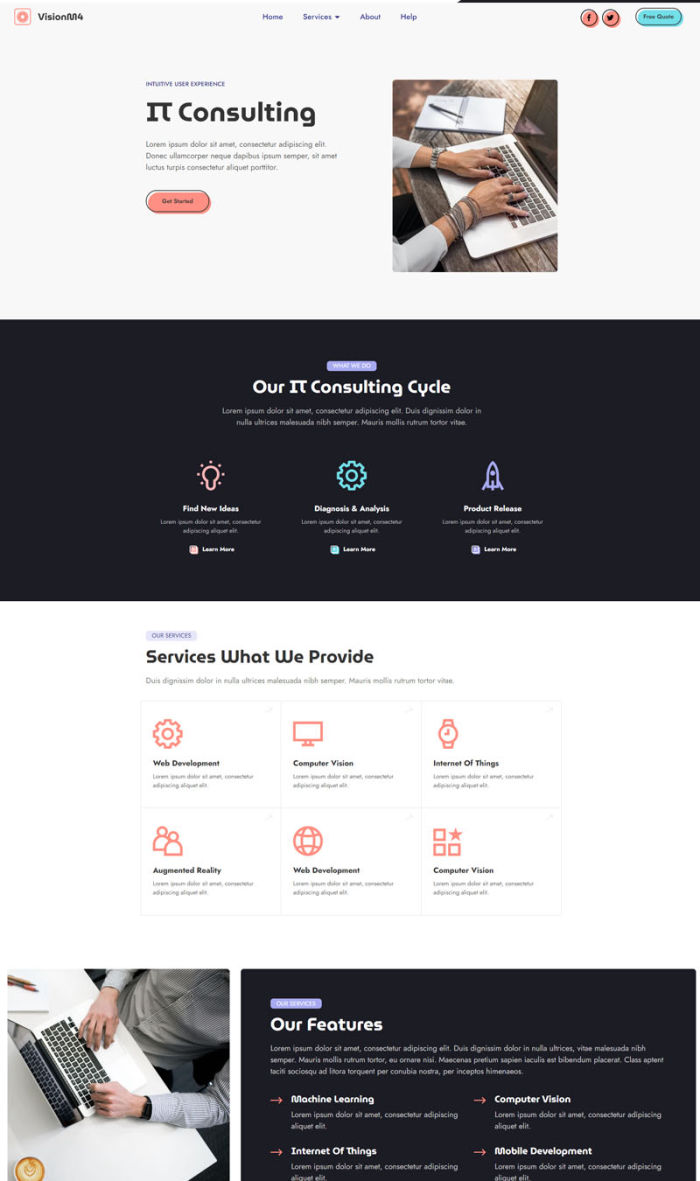 VisionM4
Home Services About Help
Free Quote
INTUITIVE USER EXPERIENCE
IT Consulting
Lorem ipsum dolor sit amet, consectetur adipiscing elit.
Donec ullamcorper neque dapibus ipsum semper, sit amet
luctus turpis consectetur aliquet porttitor.
Get Started
WHAT WE DO
Our IT Consulting Cycle
Lorem ipsum dolor sit amet, consectetur adipiscing elit. Duis dignissim dolor in
nulla ultrices malesuada nibh semper. Mauris mollis rutrum tortor vitae.
Find New Ideas
Lorem ipsum dolor sit amet, consectetur
adipiscing aliquet elit.
Learn More
Diagnosis & Analysis
Lorem ipsum dolor sit amet, consectetur
adipiscing aliquet elit.
Learn More
Product Release
Lorem ipsum dolor sit amet, consectetur
adipiscing aliquet elit.
Learn More
OUR SERVICES
Services What We Provide
Duis dignissim dolor in nulla ultrices malesuada nibh semper. Mauris mollis rutrum tortor vitae.
Web Development
Lorem ipsum dolor sit amet, consectetur
adipiscing aliquet elit.
Computer Vision
Lorem ipsum dolor sit amet, consectetur
adipiscing aliquet elit.
Internet Of Things
Lorem ipsum dolor sit amet, consectetur
adipiscing aliquet elit.
Augmented Reality
Lorem ipsum dolor sit amet, consectetur
adipiscing aliquet elit.
Web Development
Lorem ipsum dolor sit amet, consectetur
adipiscing aliquet elit.
Computer Vision
Lorem ipsum dolor sit amet, consectetur
adipiscing aliquet elit.
OUR SERVICES
Our Features
Lorem ipsum dolor sit amet, consectetur adipiscing elit. Duis dignissim dolor in nulla ultrices, vitae malesuada nibh
semper. Mauris mollis rutrum tortor, eu ornare nisi. Maecenas pretium sapien iaculis est bibendum placerat. Class aptent
taciti sociosqu ad litora torquent per conubia nostra, per inceptos himenaeos.
Machine Learning
Lorem ipsum dolor sit amet, consectetur adipiscing
aliquet elit.
Computer Vision
Lorem ipsum dolor sit amet, consectetur adipiscing
aliquet elit.
Internet Of Things
Lorem ipsum dolor sit amet, consectetur adipiscing
aliquet elit.
Mobile Development
Lorem ipsum dolor sit amet, consectetur adipiscing
aliquet elit.